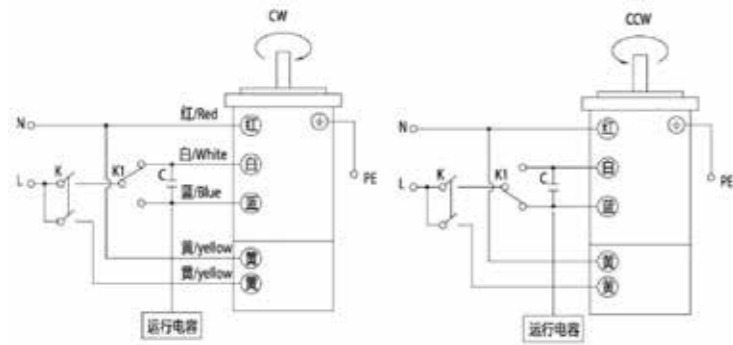 CW
红/Red
N
红
白/White
K
K1
C
白
L
PE
蓝/Blue
蓝
黄/yellow
黄
黄/yellow
黄
运行电容
CCW
N
红
K
K1
C
白
L
PE
蓝
黄
黄
运行电容